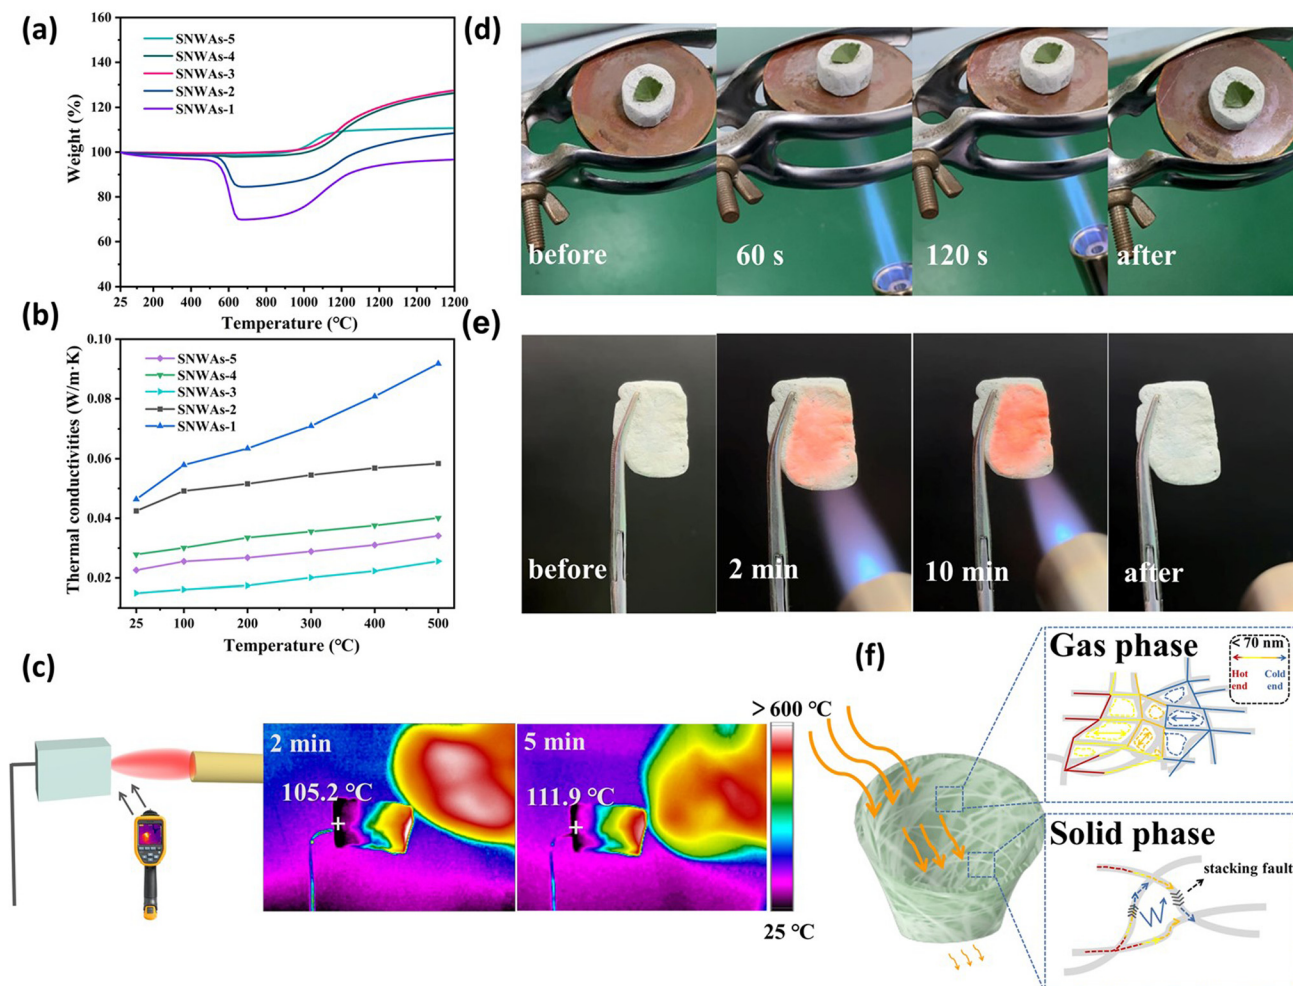 (a)
160
140
120
100
80
60
40
Weight (%)
SNWAs-5
SNWAs-4
SNWAs-3
SNWAs-2
SNWAs-1
25 200 400 600 800 1000 1200 1200 1200 1200
Temperature (℃)
(b)
0.10
0.08
0.06
0.04
0.02
Thermal conductivities (W/m·K)
SNWAs-5
SNWAs-4
SNWAs-3
SNWAs-2
SNWAs-1
25 100 200 300 400 500
Temperature (℃)
(c)
2 min
105.2 ℃
5 min
111.9 ℃
> 600 ℃
25 ℃
(d)
before
60 s
120 s
after
(e)
before
2 min
10 min
after
(f)
Gas phase
< 70 nm
Hot end
Cold end
Solid phase
stacking fault